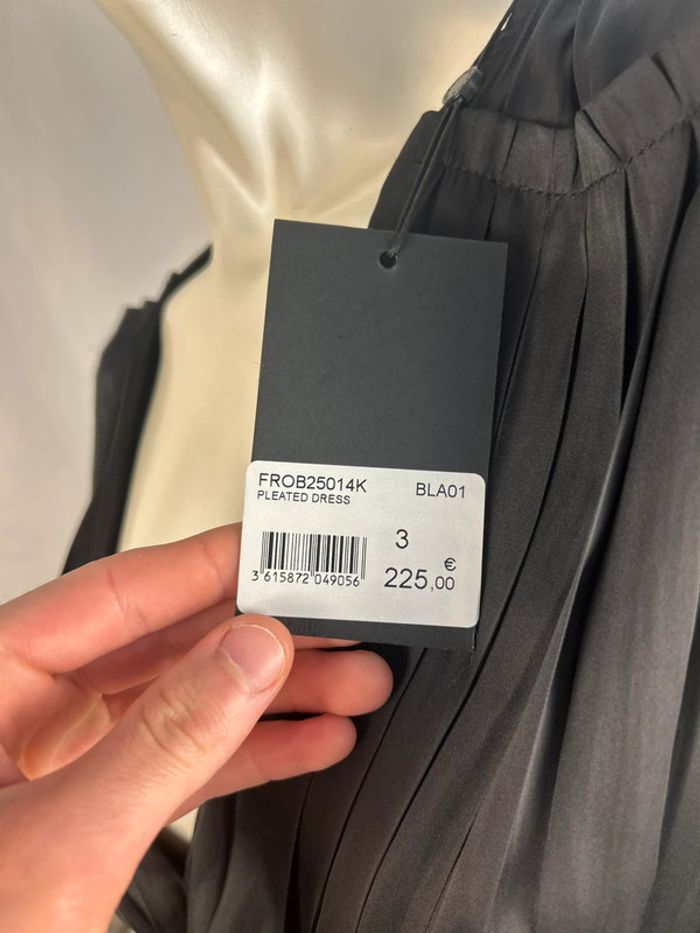 FROB25014K BLA01
PLEATED DRESS
3
€
3 615872 049056 225,00